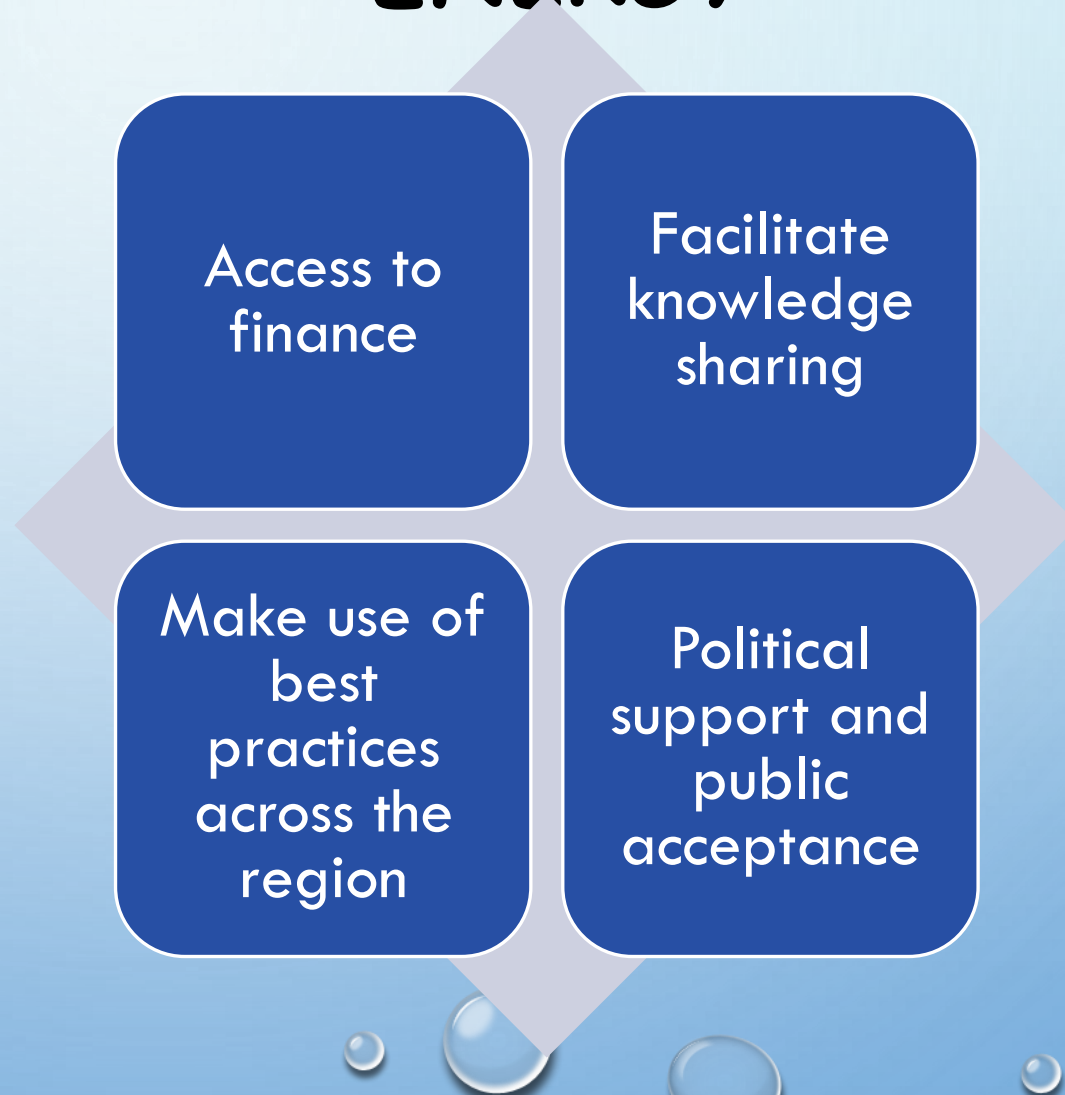 Access to
finance
Facilitate
knowledge
sharing
Make use of
best
practices
across the
region
Political
support and
public
acceptance